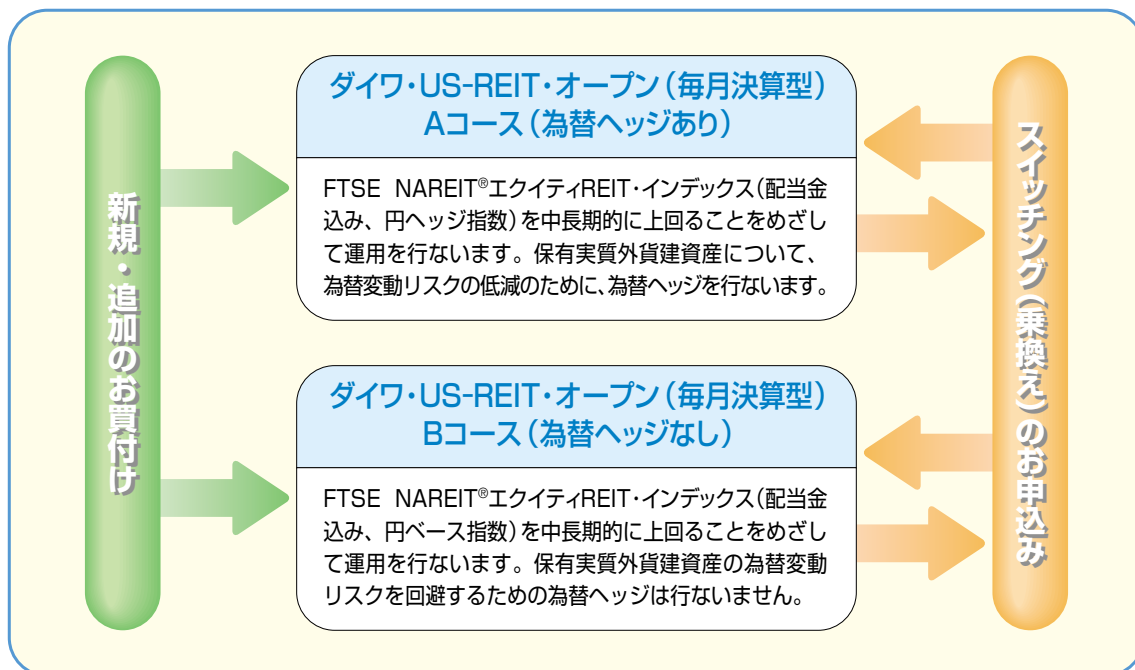 新規・追加のお買付け
ダイワ・US-REIT・オープン（毎月決算型）
Aコース（為替ヘッジあり）
FTSE NAREIT®エクイティREIT・インデックス（配当金
込み、円ヘッジ指数）を中長期的に上回ることをめざし
て運用を行ないます。保有実質外貨建資産について、
為替変動リスクの低減のために、為替ヘッジを行ないます。
ダイワ・US-REIT・オープン（毎月決算型）
Bコース（為替ヘッジなし）
FTSE NAREIT®エクイティREIT・インデックス（配当金
込み、円ベース指数）を中長期的に上回ることをめざし
て運用を行ないます。保有実質外貨建資産の為替変動
リスクを回避するための為替ヘッジは行ないません。
スイッチング（乗換え）のお申込み